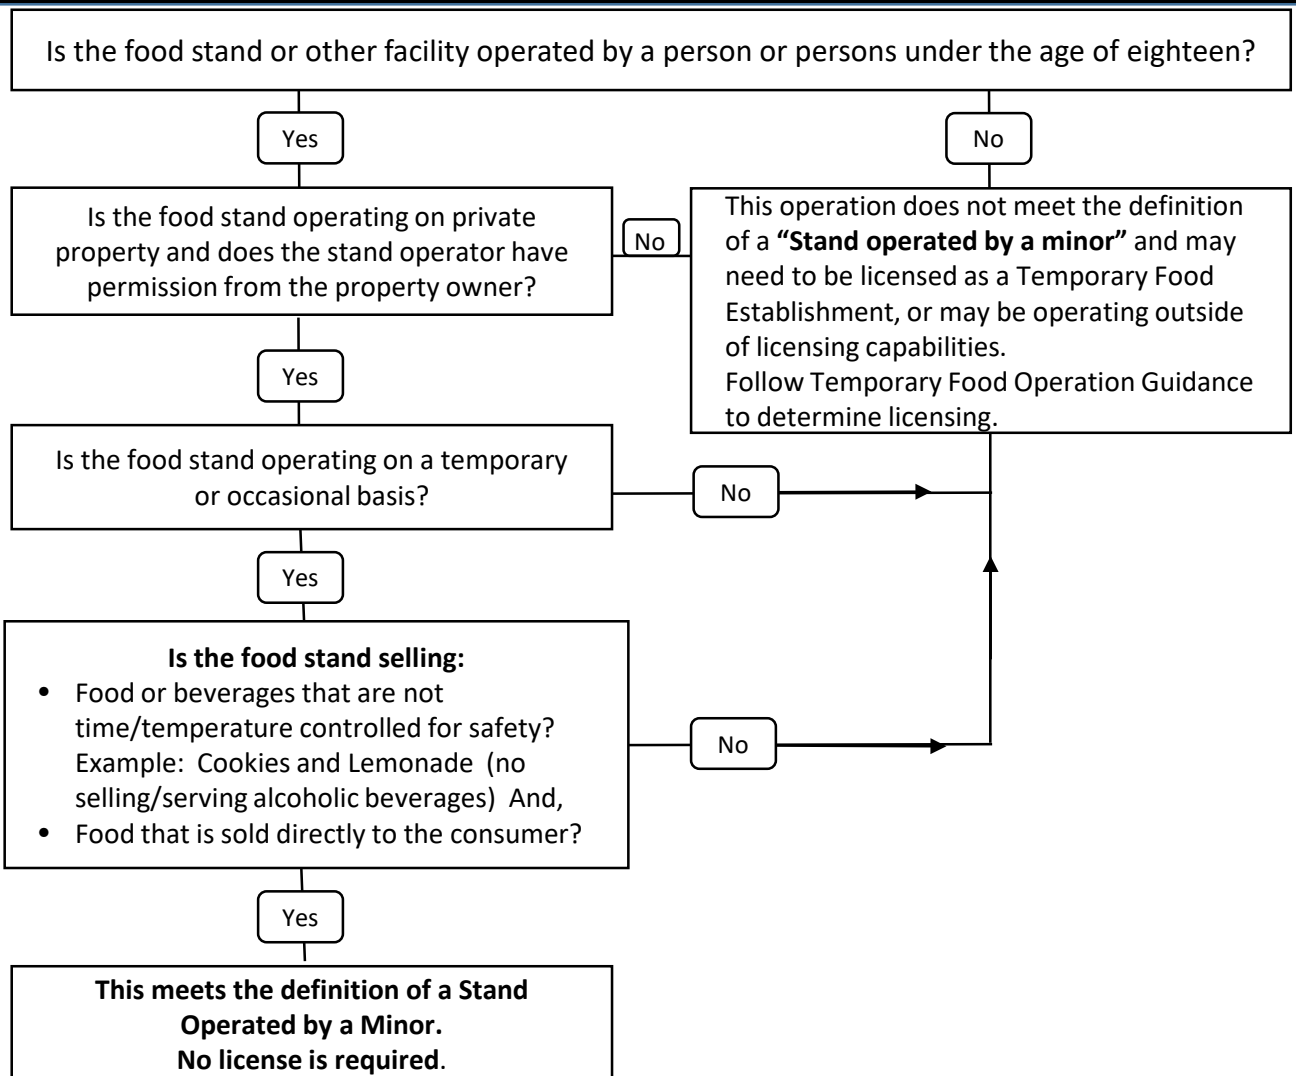 Is the food stand or other facility operated by a person or persons under the age of eighteen?
Yes
No
Is the food stand operating on private
property and does the stand operator have
permission from the property owner?
No
This operation does not meet the definition
of a “Stand operated by a minor” and may
need to be licensed as a Temporary Food
Establishment, or may be operating outside
of licensing capabilities.
Follow Temporary Food Operation Guidance
to determine licensing.
Yes
Is the food stand operating on a temporary
or occasional basis?
No
Yes
Is the food stand selling:
• Food or beverages that are not
time/temperature controlled for safety?
Example: Cookies and Lemonade (no
selling/serving alcoholic beverages) And,
• Food that is sold directly to the consumer?
No
Yes
This meets the definition of a Stand
Operated by a Minor.
No license is required.